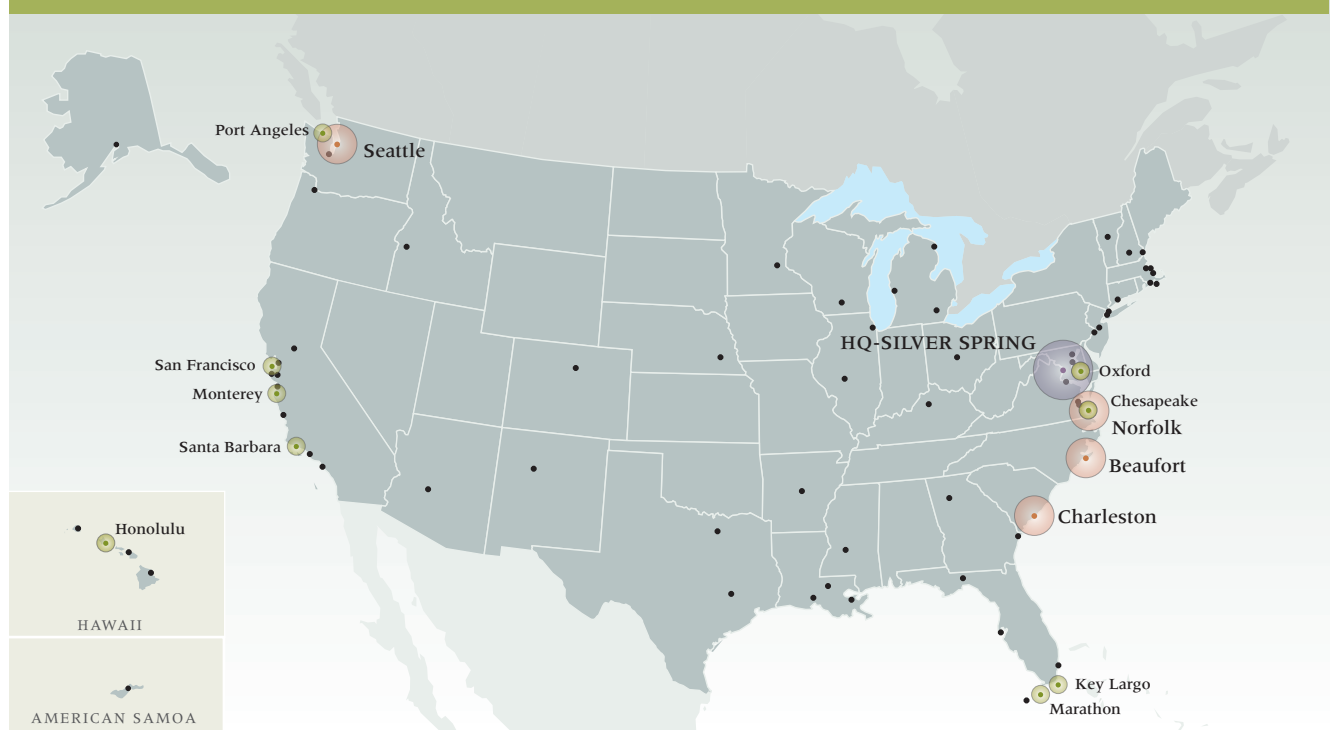 Port Angeles
Seattle
HQ-SILVER SPRING
San Francisco
Oxford
Monterey
Chesapeake
Norfolk
Santa Barbara
Beaufort
Charleston
Honolulu
HAWAII
Key Largo
Marathon
AMERICAN SAMOA